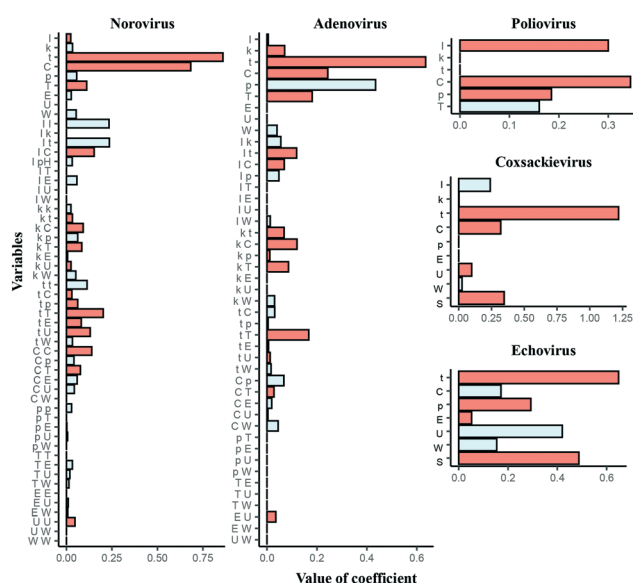 Norovirus
Variables
I
k
t
C
p
T
E
U
W
I I
I k
I t
I C
I pH
I T
I E
I U
I W
k k
k t
k C
k p
k T
k E
k U
k W
t t
t C
t p
t T
t E
t U
t W
C C
C p
C T
C E
C U
C W
p p
p T
p E
p U
p W
T T
T E
T U
T W
E E
E U
E W
U U
U W
W W
0.00 0.25 0.50 0.75
Adenovirus
I
k
t
C
p
T
E
U
W
I k
I t
I C
I p
I T
I E
I U
I W
k t
k C
k p
k T
k E
k U
k W
t C
t p
t T
t E
t U
t W
C p
C T
C E
C U
C W
p T
p E
p U
p W
T E
T U
T W
E U
E W
U W
0.0 0.2 0.4 0.6
Poliovirus
I
k
t
C
p
T
0.0 0.1 0.2 0.3
Coxsackievirus
I
k
t
C
p
E
U
W
S
0.00 0.25 0.50 0.75 1.25
Echovirus
t
C
p
E
U
W
S
0.0 0.2 0.4 0.6
Value of coefficient